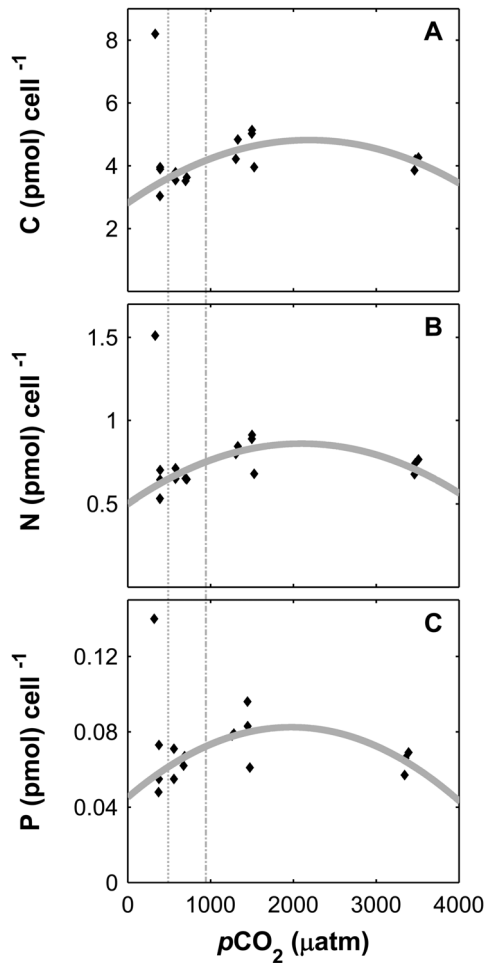 A
8
6
4
2
C (pmol) cell -1
B
1.5
1
0.5
N (pmol) cell -1
C
0.12
0.08
0.04
0
P (pmol) cell -1
0 1000 2000 3000 4000
pCO2 (µatm)